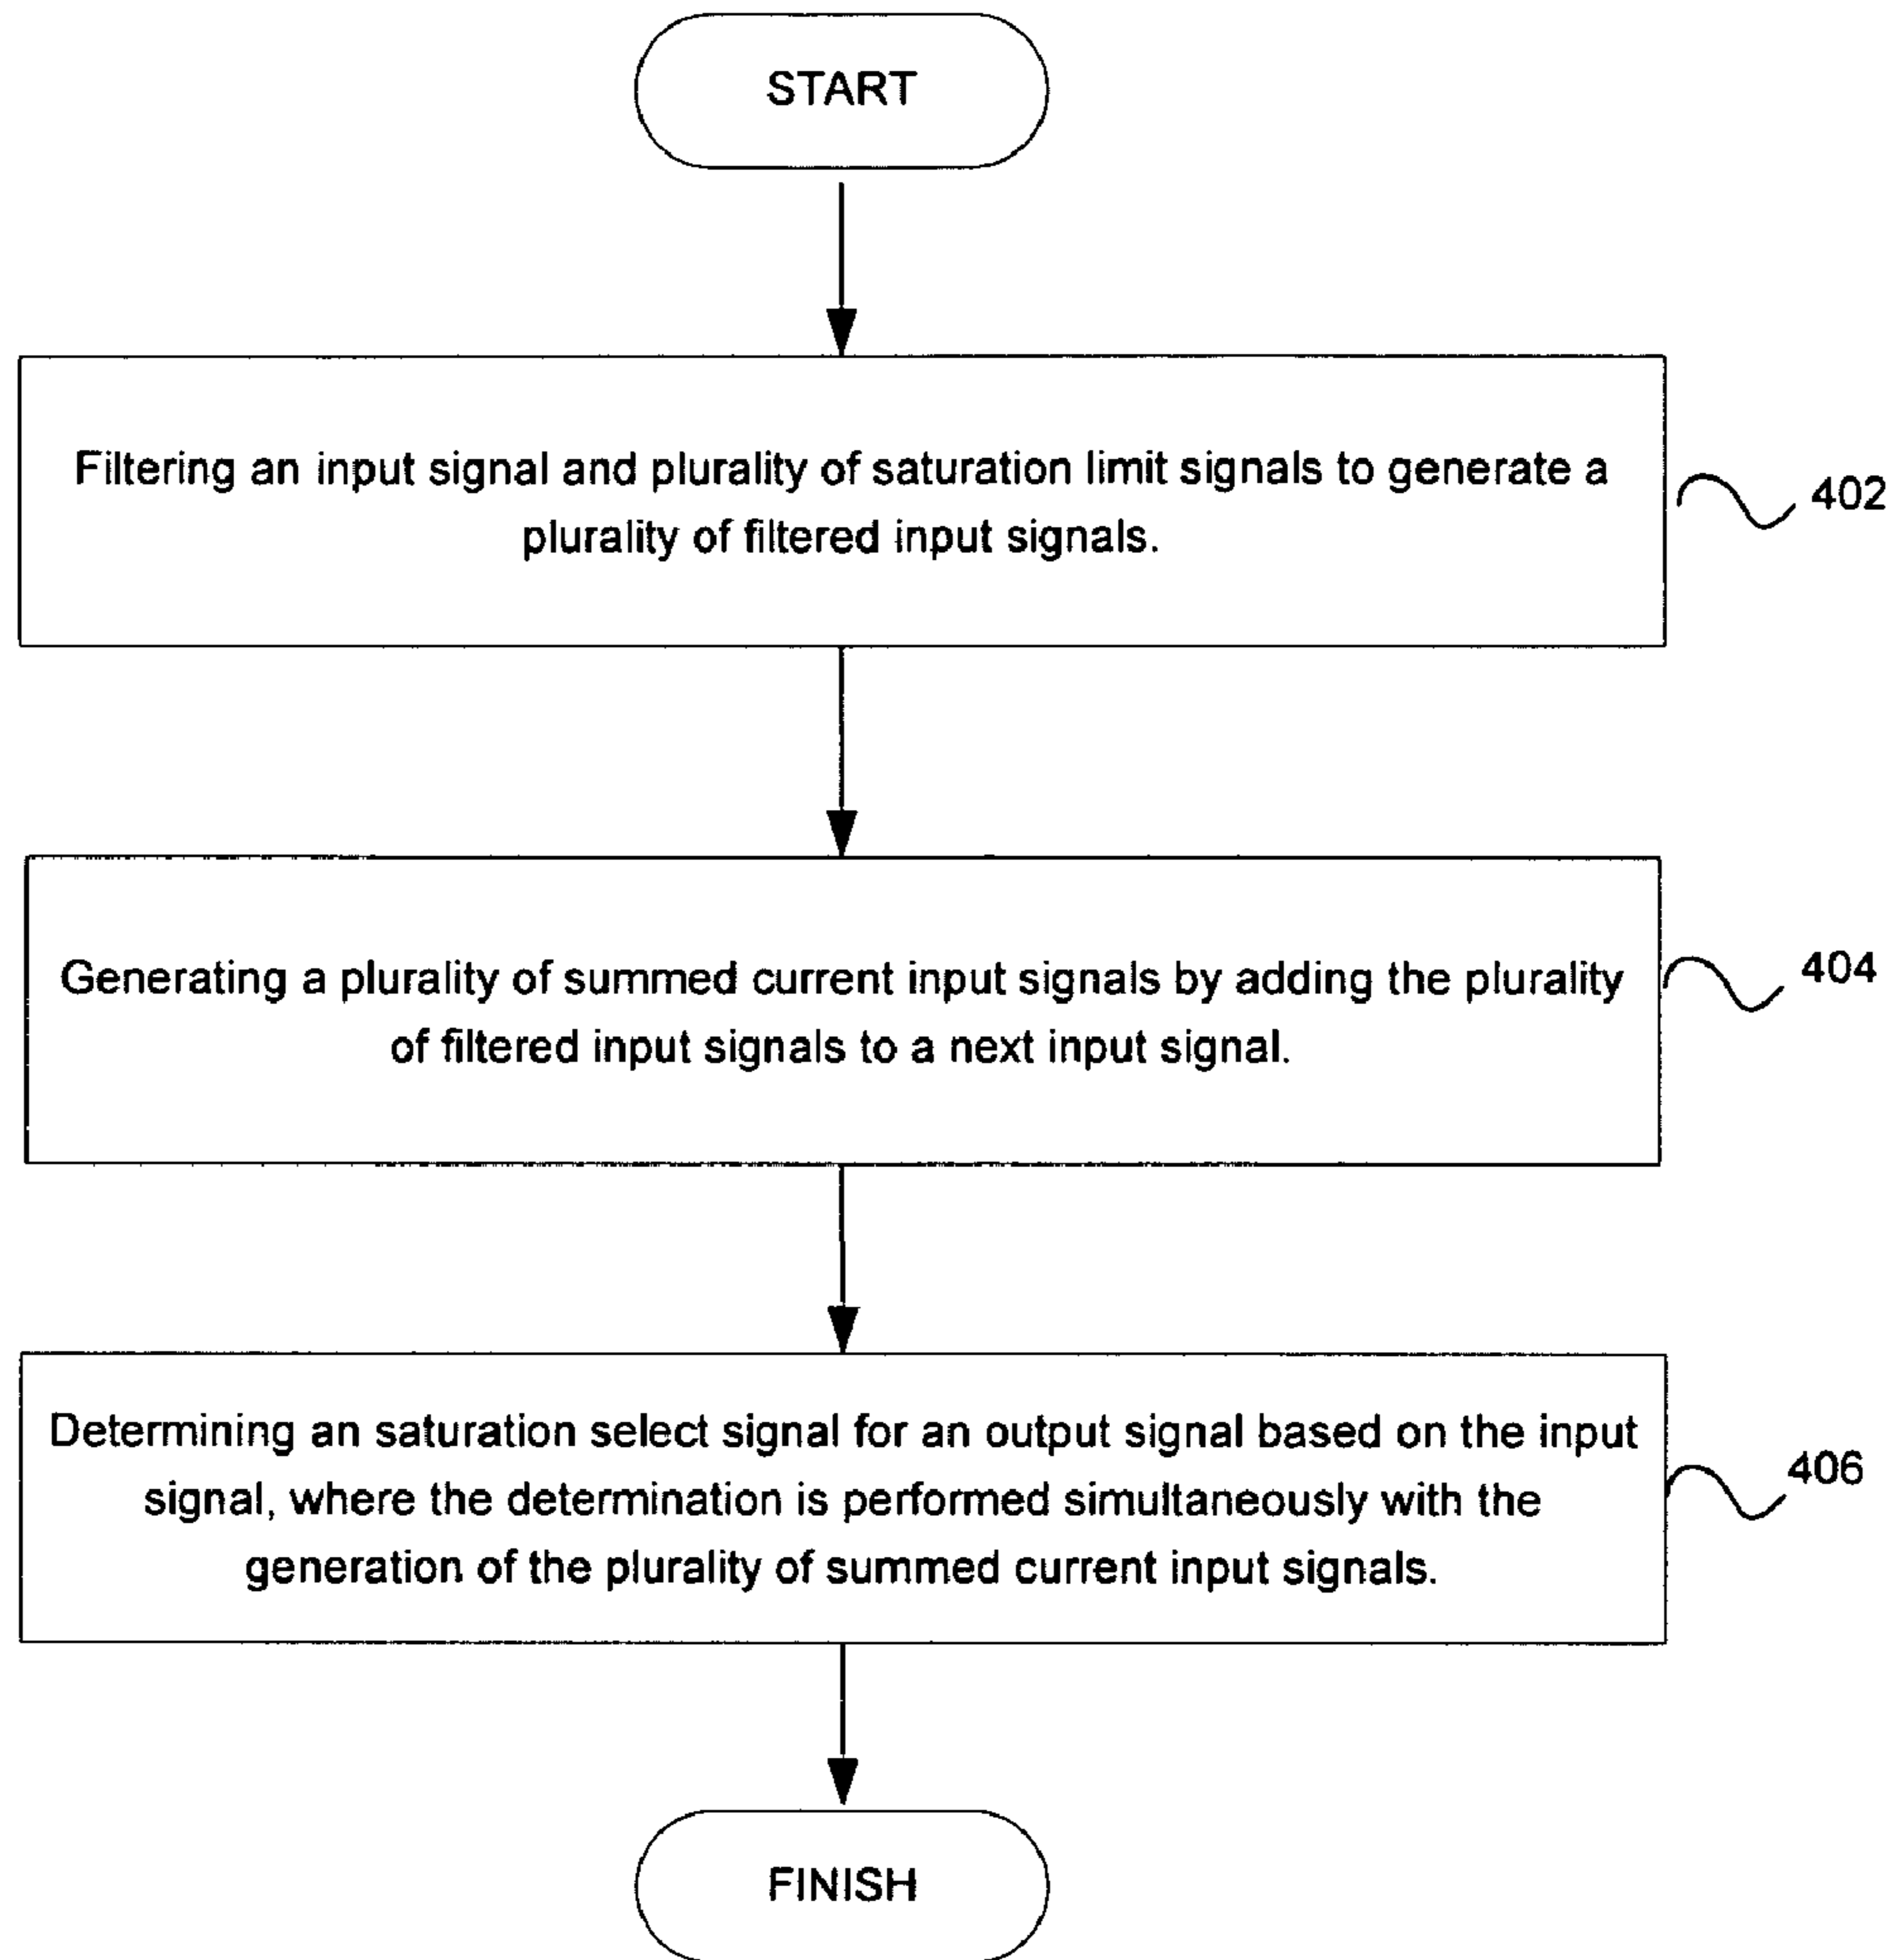 START
Filtering an input signal and plurality of saturation limit signals to generate a
plurality of filtered input signals.
402
Generating a plurality of summed current input signals by adding the plurality
of filtered input signals to a next input signal.
404
Determining an saturation select signal for an output signal based on the input
signal, where the determination is performed simultaneously with the
generation of the plurality of summed current input signals.
406
FINISH